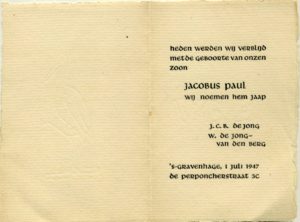 heden werden wij verblijd
met de geboorte van onzen
zoon
jacobus paul
wij noemen hem jaap
j. c. b. de jong
w. de jong-
van den berg
's-gravenhage, 1 juli 1947
de perponcherstraat 3c